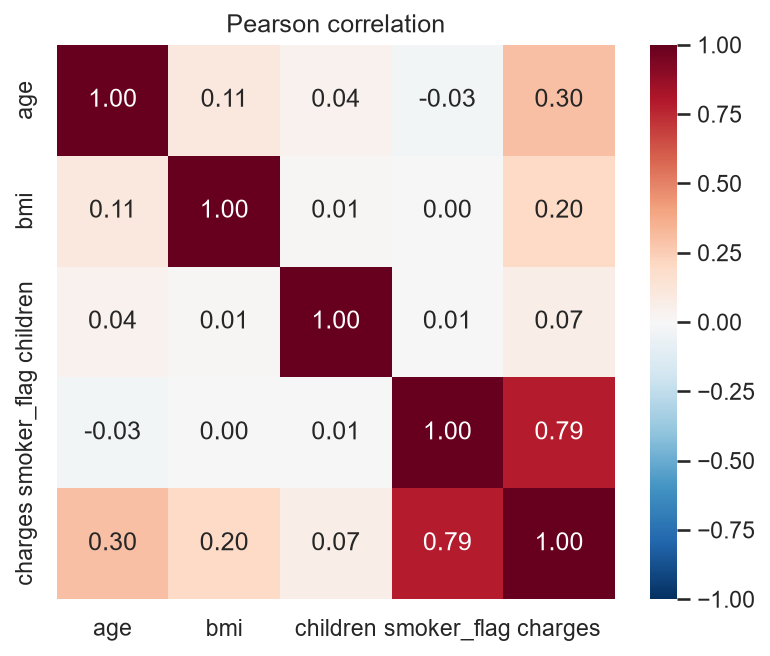 Pearson correlation
age 1.00 0.11 0.04 -0.03 0.30
bmi 0.11 1.00 0.01 0.00 0.20
children 0.04 0.01 1.00 0.01 0.07
smoker_flag -0.03 0.00 0.01 1.00 0.79
charges 0.30 0.20 0.07 0.79 1.00
age bmi children smoker_flag charges
1.00
0.75
0.50
0.25
0.00
−0.25
−0.50
−0.75
−1.00